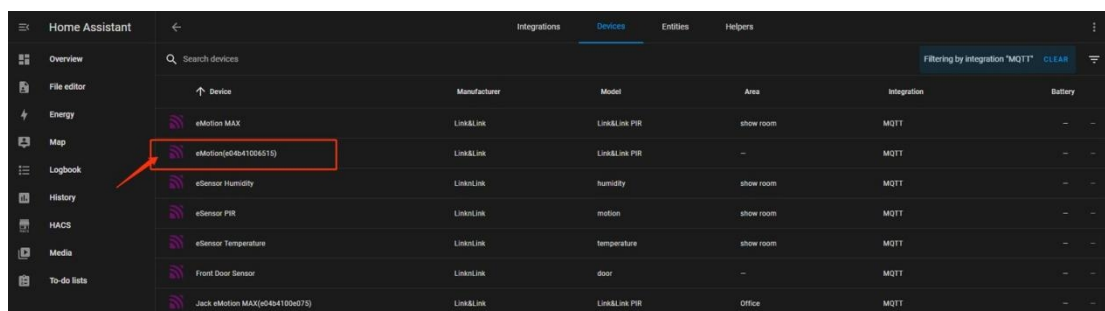 Home Assistant Integrations Devices Entities Helpers
Overview Search devices Filtering by integration "MQTT" CLEAR
File editor Device Manufacturer Model Area Integration Battery
Energy eMotion MAX Link&Link Link&Link PIR show room MQTT –
Map eMotion(e04b41006515) Link&Link Link&Link PIR – MQTT –
Logbook eSensor Humidity LinknLink humidity show room MQTT –
History eSensor PIR LinknLink motion show room MQTT –
HACS
Media eSensor Temperature LinknLink temperature show room MQTT –
To-do lists Front Door Sensor LinknLink door – MQTT –
Jack eMotion MAX(e04b4100e075) Link&Link Link&Link PIR Office MQTT –